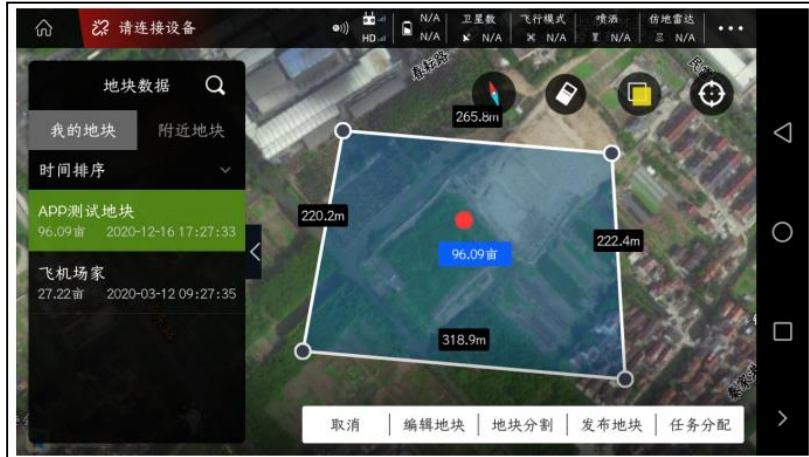 请连接设备
HD
N/A
N/A
卫星数
N/A
飞行模式
N/A
喷洒
N/A
仿地雷达
N/A
地块数据
我的地块 附近地块
时间排序
APP测试地块
96.09亩 2020-12-16 17:27:33
飞机场家
27.22亩 2020-03-12 09:27:35
春耘路
265.8m
220.2m
222.4m
96.09亩
318.9m
取消 编辑地块 地块分割 发布地块 任务分配